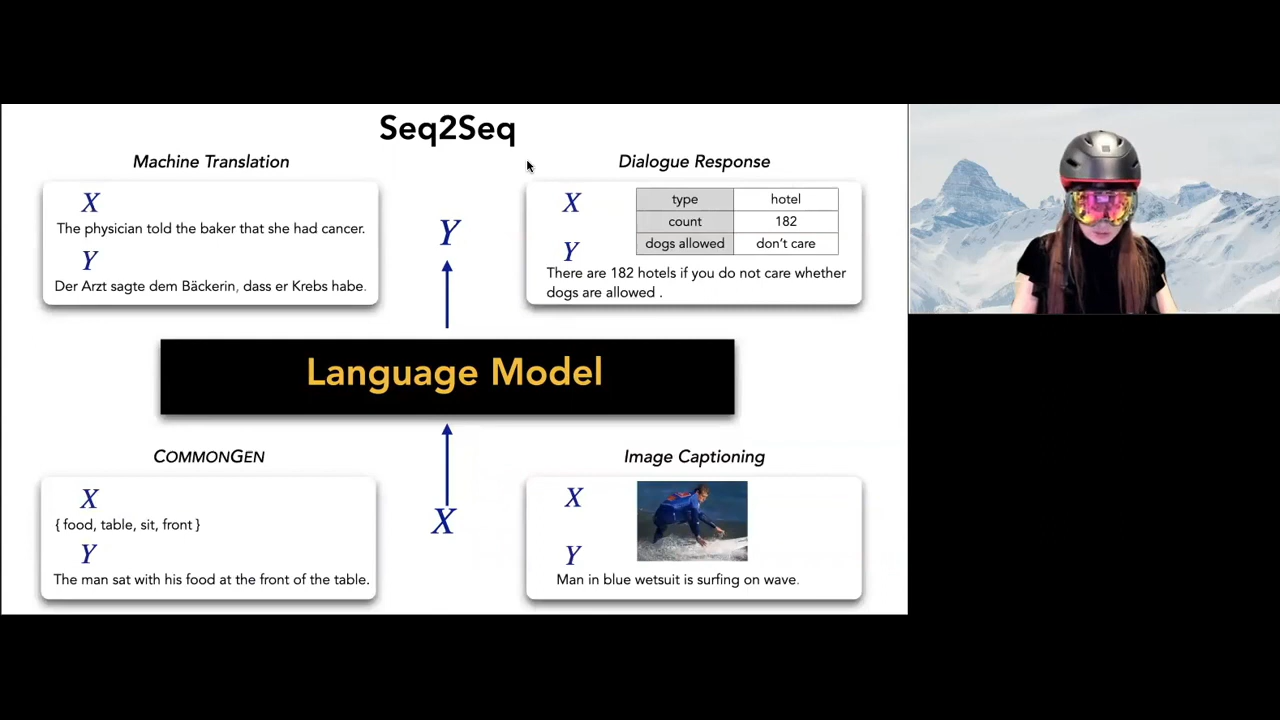 Seq2Seq
Machine Translation
X
The physician told the baker that she had cancer.
Y
Der Arzt sagte dem Bäckerin, dass er Krebs habe.
Y
Dialogue Response
X
type hotel
count 182
dogs allowed don't care
Y
There are 182 hotels if you do not care whether
dogs are allowed .
Language Model
COMMONGEN
X
{ food, table, sit, front }
Y
The man sat with his food at the front of the table.
X
Image Captioning
X
Y
Man in blue wetsuit is surfing on wave.